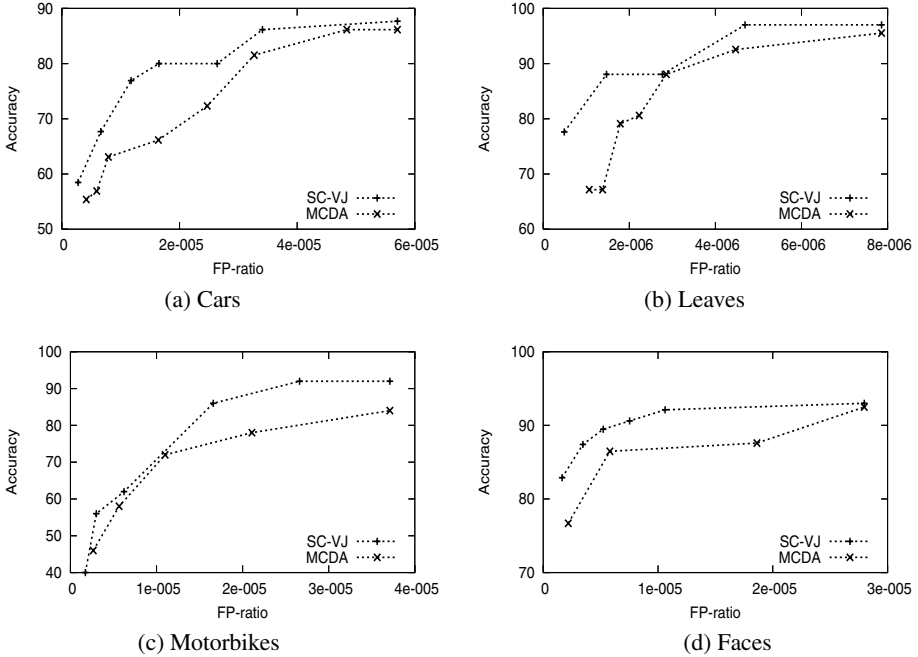 90
80
70
60
50
Accuracy
SC-VJ
MCDA
0 2e-005 4e-005 6e-005
FP-ratio
(a) Cars
100
90
80
70
60
Accuracy
SC-VJ
MCDA
0 2e-006 4e-006 6e-006 8e-006
FP-ratio
(b) Leaves
100
90
80
70
60
50
40
Accuracy
SC-VJ
MCDA
0 1e-005 2e-005 3e-005 4e-005
FP-ratio
(c) Motorbikes
100
90
80
70
Accuracy
SC-VJ
MCDA
0 1e-005 2e-005 3e-005
FP-ratio
(d) Faces